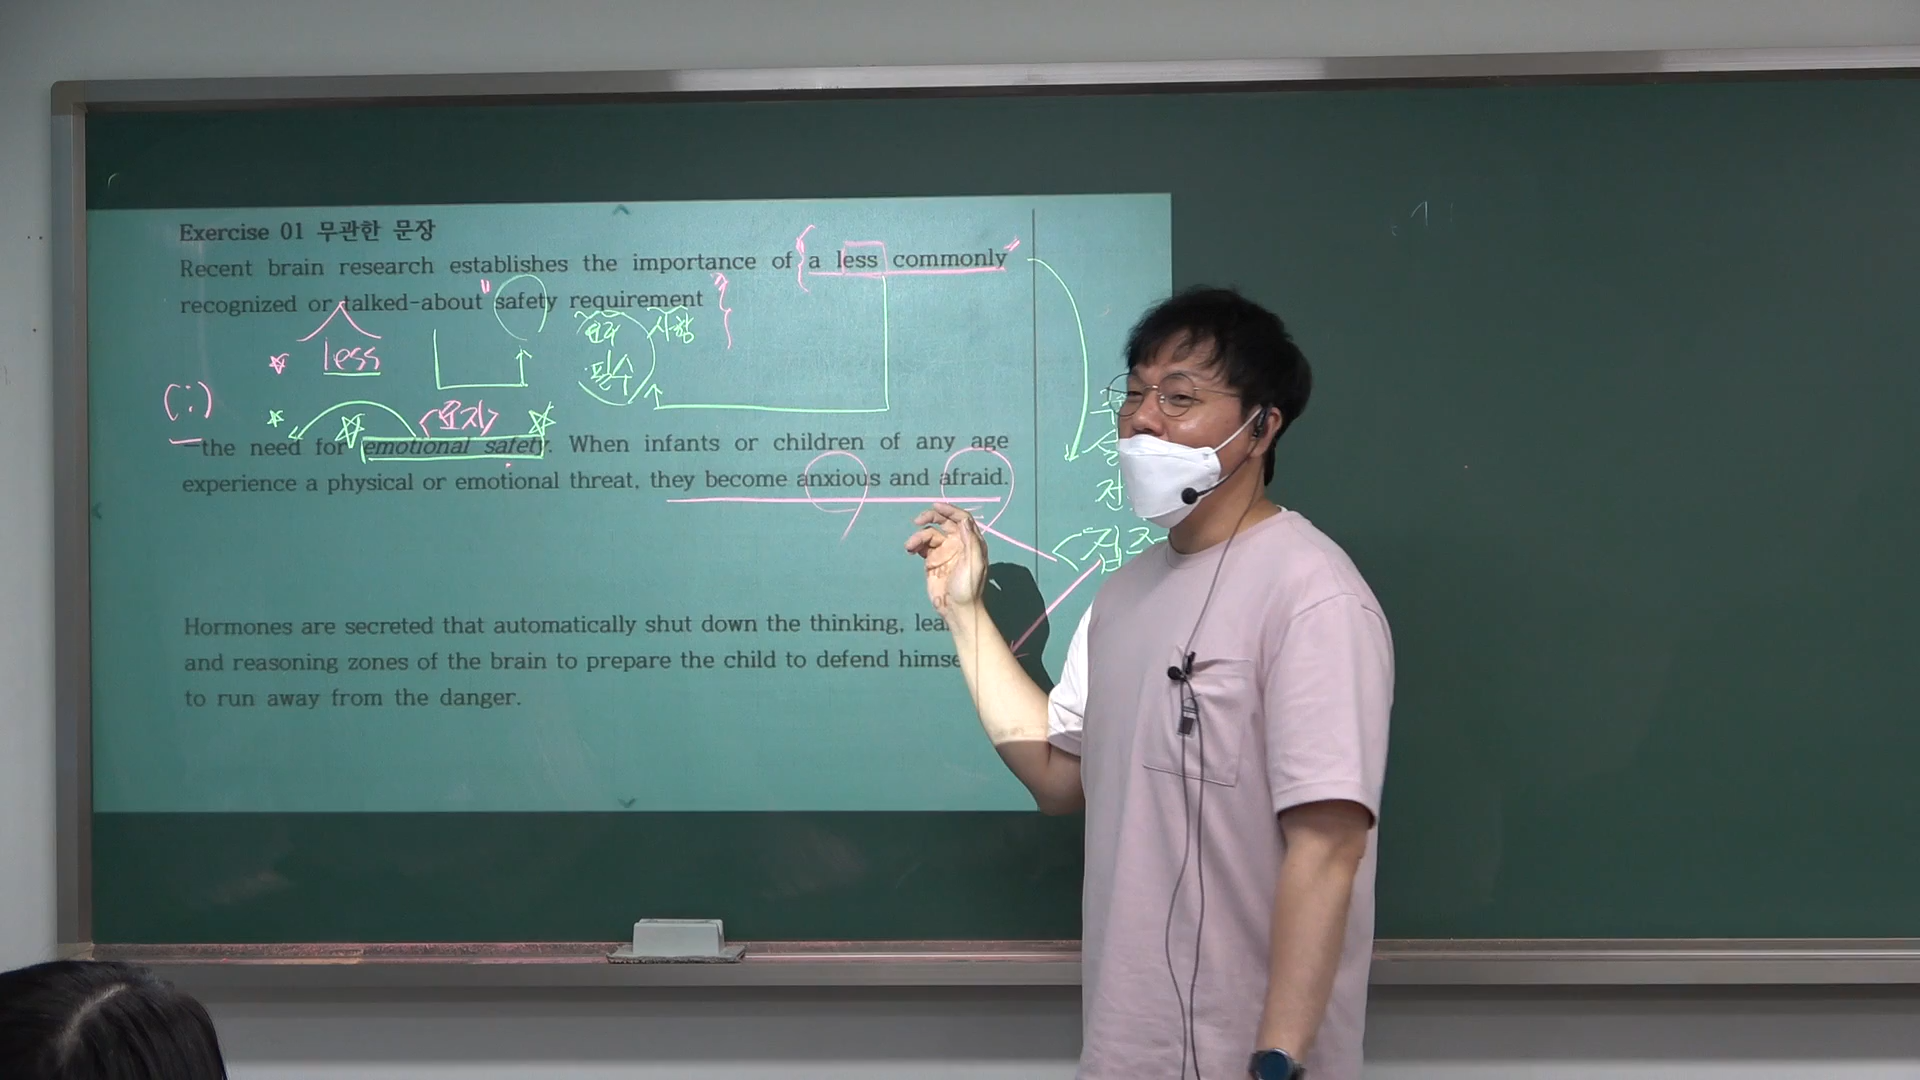 Exercise 01 무관한 문장
Recent brain research establishes the importance of a less commonly
recognized or talked-about safety requirement
less 요구 사항
필수
(:)
<요지>
-the need for emotional safety. When infants or children of any age
experience a physical or emotional threat, they become anxious and afraid.
Hormones are secreted that automatically shut down the thinking,
and reasoning zones of the brain to prepare the child to defend
to run away from the danger.